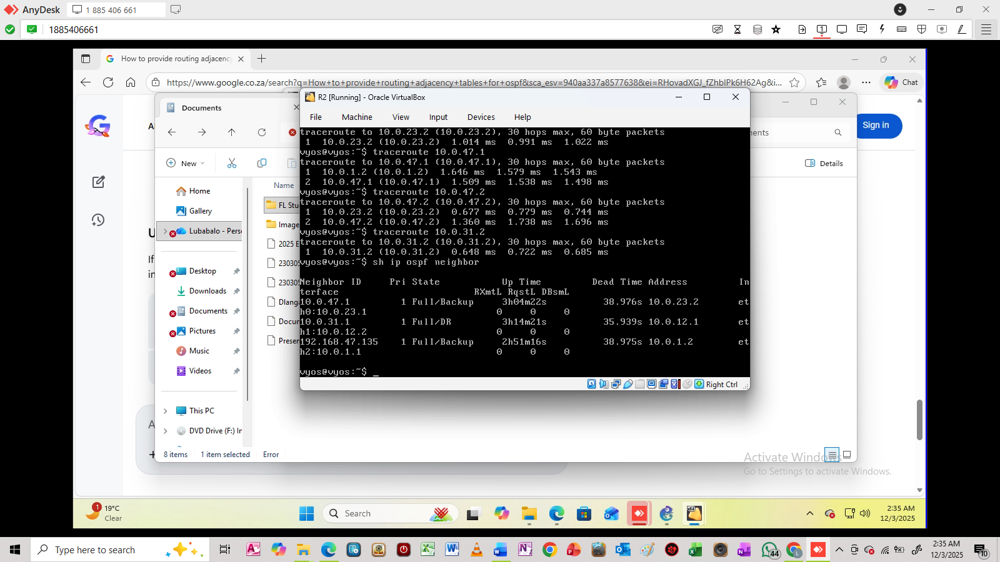 AnyDesk
1 885 406 661
1885406661
How to provide routing adjacency
https://www.google.co.za/search?q=How+to+provide+routing+adjacency+tables+for+ospf&sca_esv=940aa337a8577638&ei=RHovadXGJ_fZhbIPk6H62Ag&i...
Chat
Sign in
Documents
New
Details
Name
Home
Gallery
Lubabalo - Pers
Desktop
Downloads
Documents
Pictures
Music
Videos
This PC
DVD Drive (F:) In
FL Stu
Image
2025 E
23030
23030
Dlang
Docu
Presen
8 items
1 item selected
Error
R2 [Running] - Oracle VirtualBox
File Machine View Input Devices Help
traceroute to 10.0.23.2 (10.0.23.2), 30 hops max, 60 byte packets
1 10.0.23.2 (10.0.23.2) 1.014 ms 0.991 ms 1.022 ms
vyos@vyos:~$ traceroute 10.0.47.1
traceroute to 10.0.47.1 (10.0.47.1), 30 hops max, 60 byte packets
1 10.0.1.2 (10.0.1.2) 1.646 ms 1.579 ms 1.543 ms
2 10.0.47.1 (10.0.47.1) 1.509 ms 1.538 ms 1.498 ms
vyos@vyos:~$ traceroute 10.0.47.2
traceroute to 10.0.47.2 (10.0.47.2), 30 hops max, 60 byte packets
1 10.0.23.2 (10.0.23.2) 0.677 ms 0.779 ms 0.744 ms
2 10.0.47.2 (10.0.47.2) 1.360 ms 1.738 ms 1.696 ms
vyos@vyos:~$ traceroute 10.0.31.2
traceroute to 10.0.31.2 (10.0.31.2), 30 hops max, 60 byte packets
1 10.0.31.2 (10.0.31.2) 0.648 ms 0.722 ms 0.685 ms
vyos@vyos:~$ sh ip ospf neighbor
Neighbor ID Pri State Up Time Dead Time Address In
terface RXmtL RqstL DBsmL
10.0.47.1 1 Full/Backup 3h04m22s 38.976s 10.0.23.2 et
h0:10.0.23.1 0 0 0
10.0.31.1 1 Full/DR 3h14m21s 35.939s 10.0.12.1 et
h1:10.0.12.2 0 0 0
192.168.47.135 1 Full/Backup 2h51m16s 38.975s 10.0.1.2 et
h2:10.0.1.1 0 0 0
vyos@vyos:~$ _
Right Ctrl
Activate Windows
Go to Settings to activate Windows.
1
19°C
Clear
Search
2:35 AM
12/3/2025
Type here to search
44
2:35 AM
12/3/2025
10